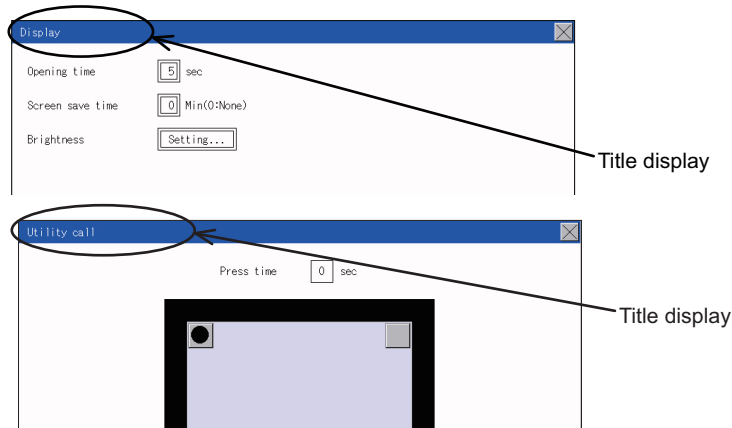 Display
Opening time 5 sec
Screen save time 0 Min(0:None)
Brightness Setting...
Title display
Utility call
Press time 0 sec
Title display